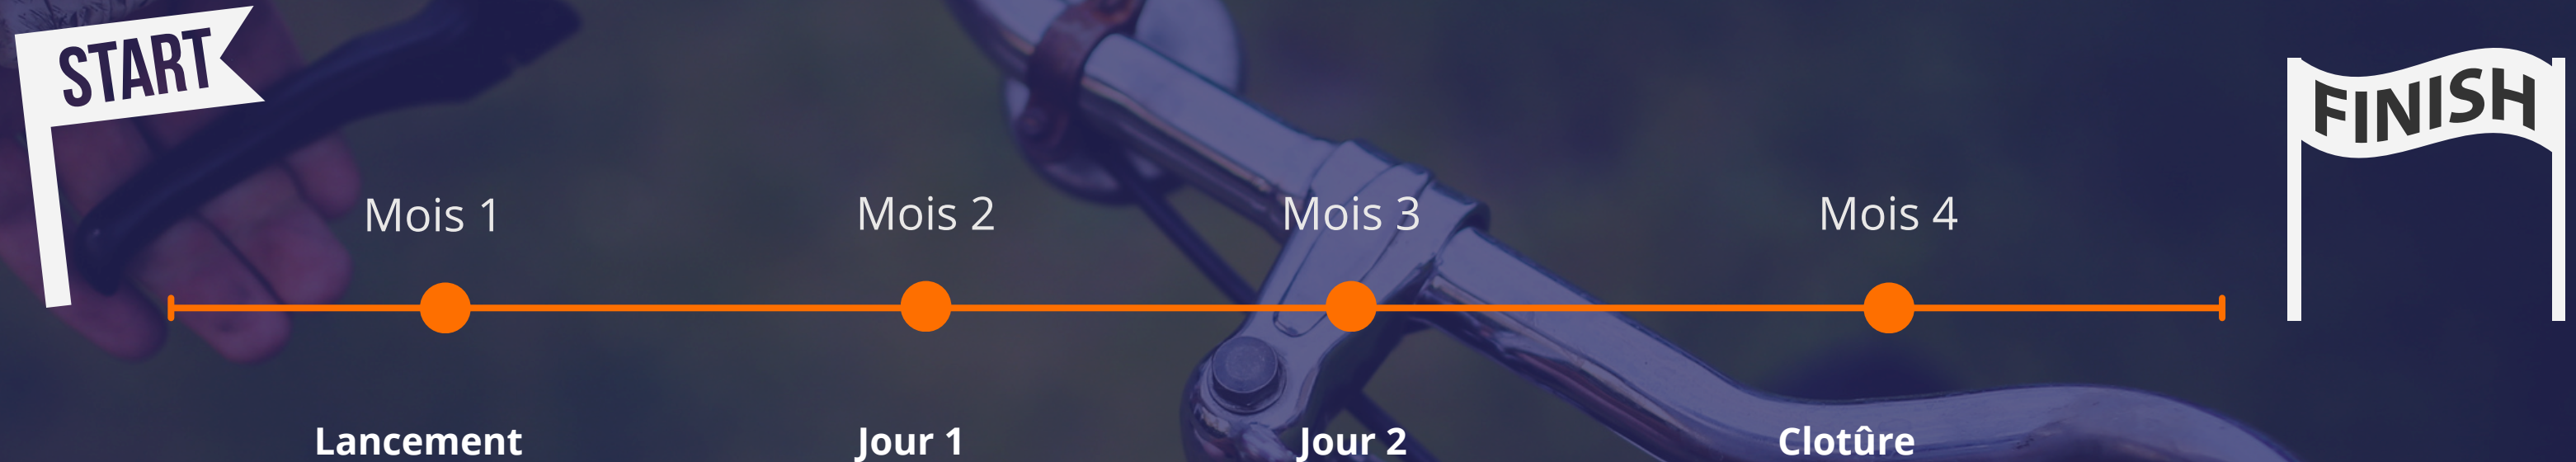 START
FINISH
Mois 1
Mois 2
Mois 3
Mois 4
Lancement
Jour 1
Jour 2
Clotûre